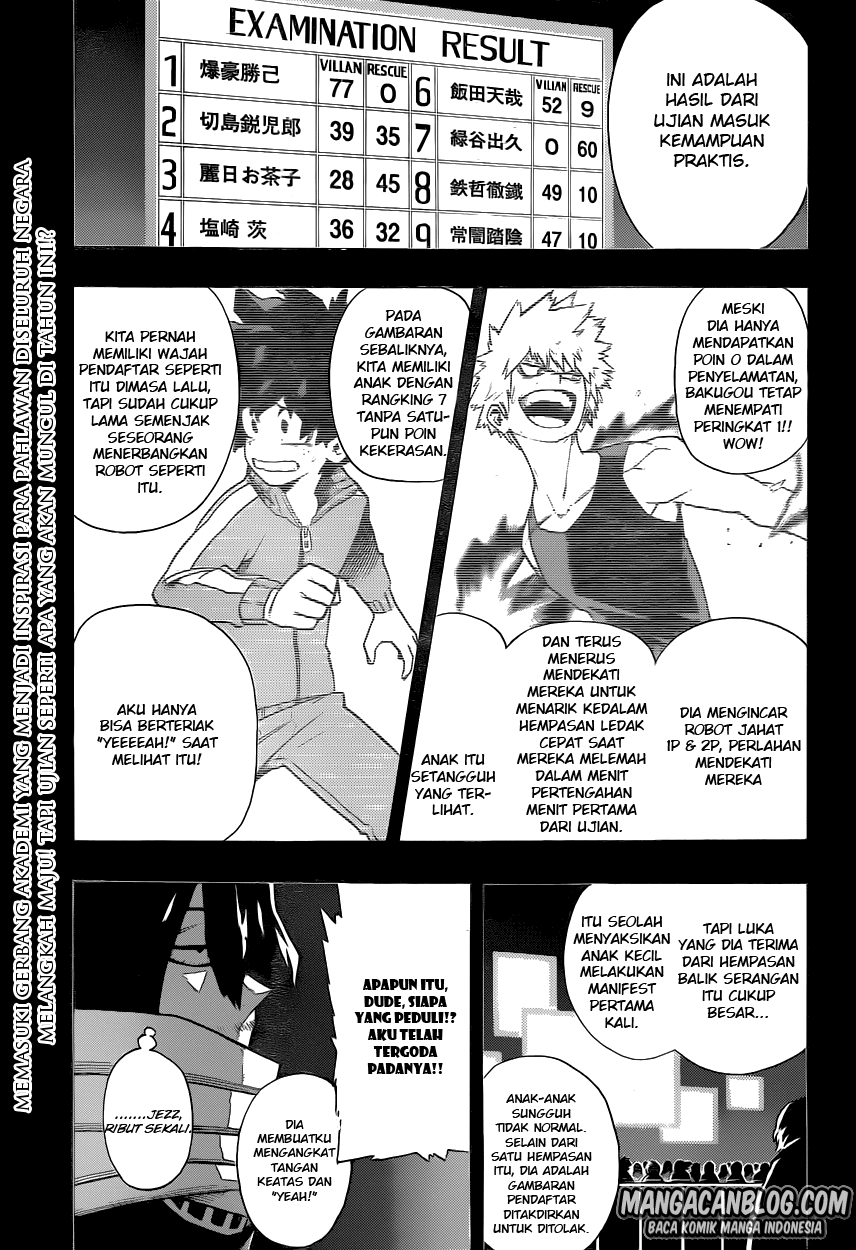 EXAMINATION RESULT
VILLAN RESCUE VILLAN RESCUE
1 爆豪勝己 77 0 6 飯田天哉 52 9
2 切島鋭児郎 39 35 7 緑谷出久 0 60
3 麗日お茶子 28 45 8 鉄哲徹鐵 49 10
4 塩崎 茨 36 32 9 常闇踏陰 47 10
INI ADALAH
HASIL DARI
UJIAN MASUK
KEMAMPUAN
PRAKTIS.
MEMASUKI GERBANG AKADEMI YANG MENJADI INSPIRASI PARA PAHLAWAN DISELURUH NEGARA
MELANGKAH MAJU! TAPI UJIAN SEPERTI APA YANG AKAN MUNCUL DI TAHUN INI!?
MESKI
DIA HANYA
MENDAPATKAN
POIN 0 DALAM
PENYELAMATAN,
BAKUGOU TETAP
MENEMPATI
PERINGKAT 1!!
WOW!
DIA MENGINCAR
ROBOT JAHAT
1P & 2P, PERLAHAN
MENDEKATI
MEREKA
DAN TERUS
MENERUS
MENDEKATI
MEREKA UNTUK
MENARIK KEDALAM
HEMPASAN LEDAK
CEPAT SAAT
MEREKA MELEMAH
DALAM MENIT
PERTENGAHAN
MENIT PERTAMA
DARI UJIAN.
ANAK ITU
SETANGGUH
YANG TER-
LIHAT.
PADA
GAMBARAN
SEBALIKNYA,
KITA MEMILIKI
ANAK DENGAN
RANGKING 7
TANPA SATU-
PUN POIN
KEKERASAN.
KITA PERNAH
MEMILIKI WAJAH
PENDAFTAR SEPERTI
ITU DIMASA LALU,
TAPI SUDAH CUKUP
LAMA SEMENJAK
SESEORANG
MENERBANGKAN
ROBOT SEPERTI
ITU.
AKU HANYA
BISA BERTERIAK
"YEEEEAH!" SAAT
MELIHAT ITU!
TAPI LUKA
YANG DIA TERIMA
DARI HEMPASAN
BALIK SERANGAN
ITU CUKUP
BESAR...
ITU SEOLAH
MENYAKSIKAN
ANAK KECIL
MELAKUKAN
MANIFEST
PERTAMA
KALI.
ANAK-ANAK
SUNGGUH
TIDAK NORMAL.
SELAIN DARI
SATU HEMPASAN
ITU, DIA ADALAH
GAMBARAN
PENDAFTAR
DITAKDIRKAN
UNTUK DITOLAK.
APAPUN ITU,
DUDE, SIAPA
YANG PEDULI!?
AKU TELAH
TERGODA
PADANYA!!
DIA
MEMBUATKU
MENGANGKAT
TANGAN
KEATAS DAN
"YEAH!"
.......JEZZ,
RIBUT SEKALI.
MANGACANBLOG.COM
BACA KOMIK MANGA INDONESIA